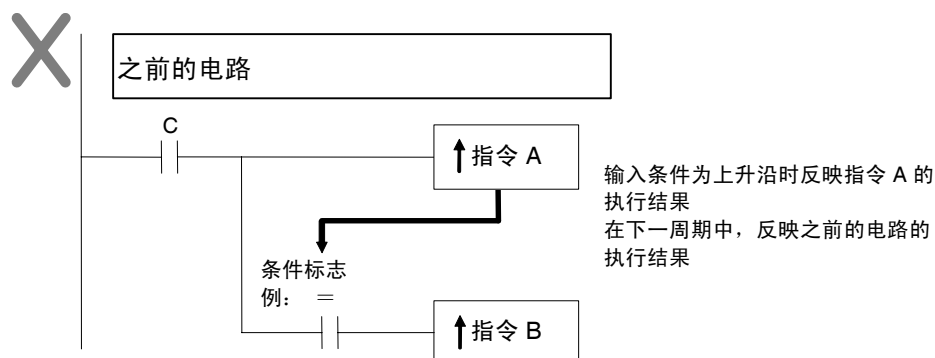 之前的电路
C
指令 A
输入条件为上升沿时反映指令 A 的
执行结果
在下一周期中，反映之前的电路的
执行结果
条件标志
例： ＝
指令 B